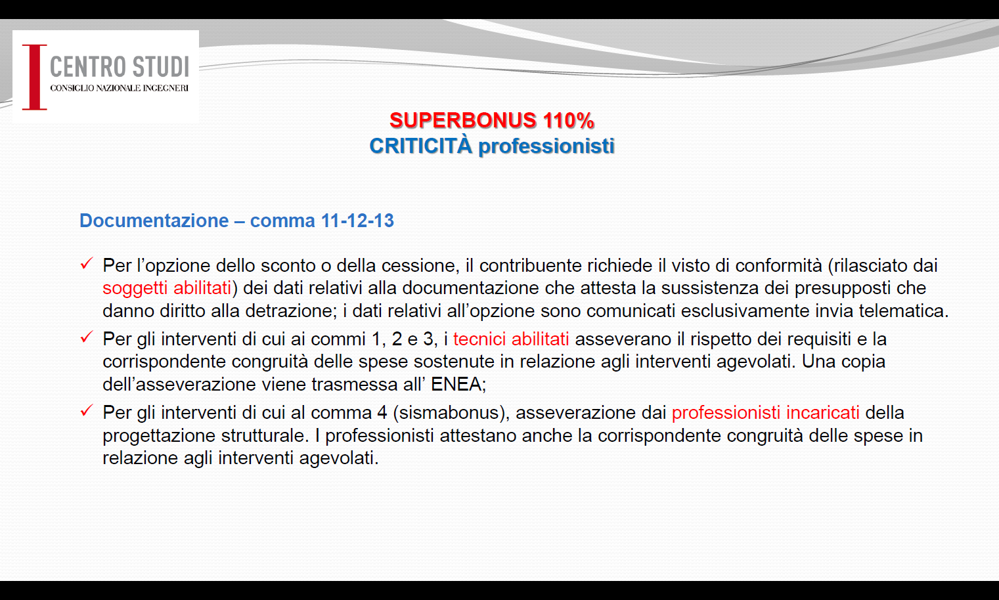 CENTRO STUDI
CONSIGLIO NAZIONALE INGEGNERI
SUPERBONUS 110%
CRITICITÀ professionisti
Documentazione – comma 11-12-13
✓ Per l’opzione dello sconto o della cessione, il contribuente richiede il visto di conformità (rilasciato dai
soggetti abilitati) dei dati relativi alla documentazione che attesta la sussistenza dei presupposti che
danno diritto alla detrazione; i dati relativi all’opzione sono comunicati esclusivamente invia telematica.
✓ Per gli interventi di cui ai commi 1, 2 e 3, i tecnici abilitati asseverano il rispetto dei requisiti e la
corrispondente congruità delle spese sostenute in relazione agli interventi agevolati. Una copia
dell’asseverazione viene trasmessa all’ ENEA;
✓ Per gli interventi di cui al comma 4 (sismabonus), asseverazione dai professionisti incaricati della
progettazione strutturale. I professionisti attestano anche la corrispondente congruità delle spese in
relazione agli interventi agevolati.